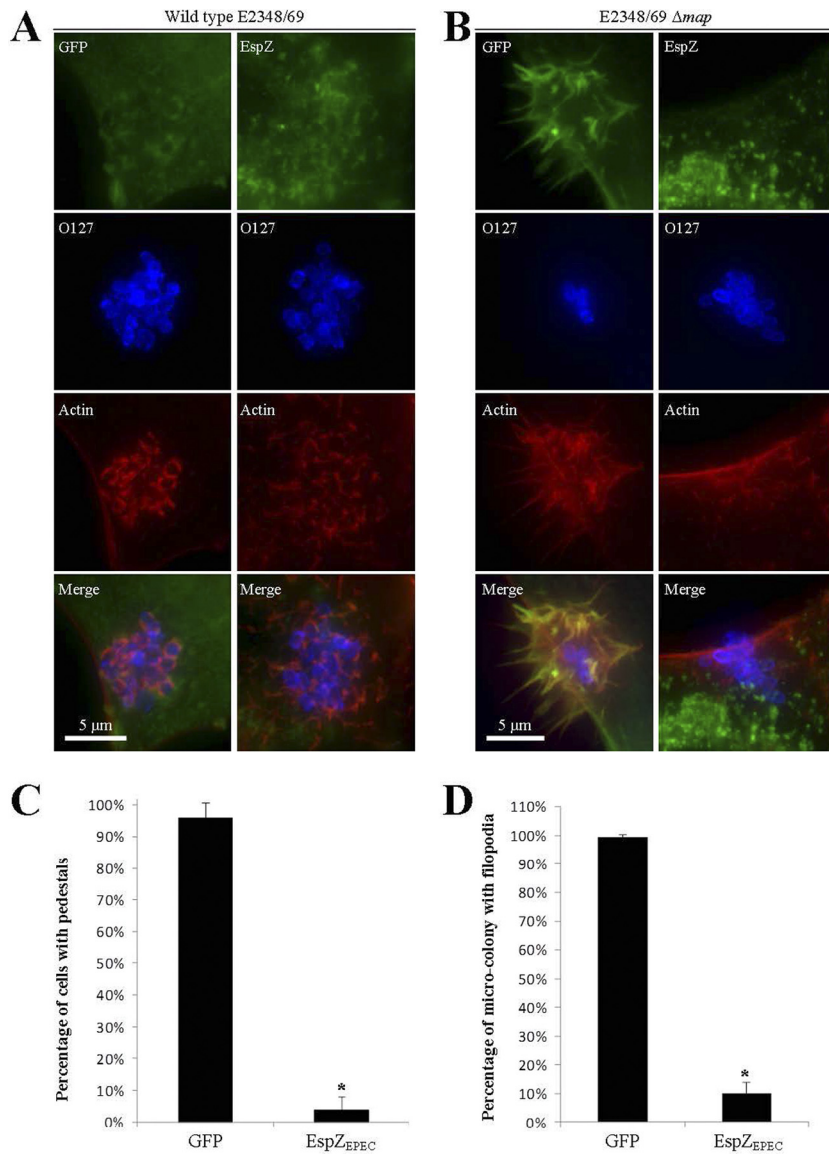 A
Wild type E2348/69
GFP
EspZ
O127
O127
Actin
Actin
Merge
Merge
5 μm
B
E2348/69 Δmap
GFP
EspZ
O127
O127
Actin
Actin
Merge
Merge
5 μm
C
Percentage of cells with pedestals
100%
90%
80%
70%
60%
50%
40%
30%
20%
10%
0%
*
GFP
EspZEPEC
D
Percentage of micro-colony with filopodia
110%
100%
90%
80%
70%
60%
50%
40%
30%
20%
10%
0%
*
GFP
EspZEPEC